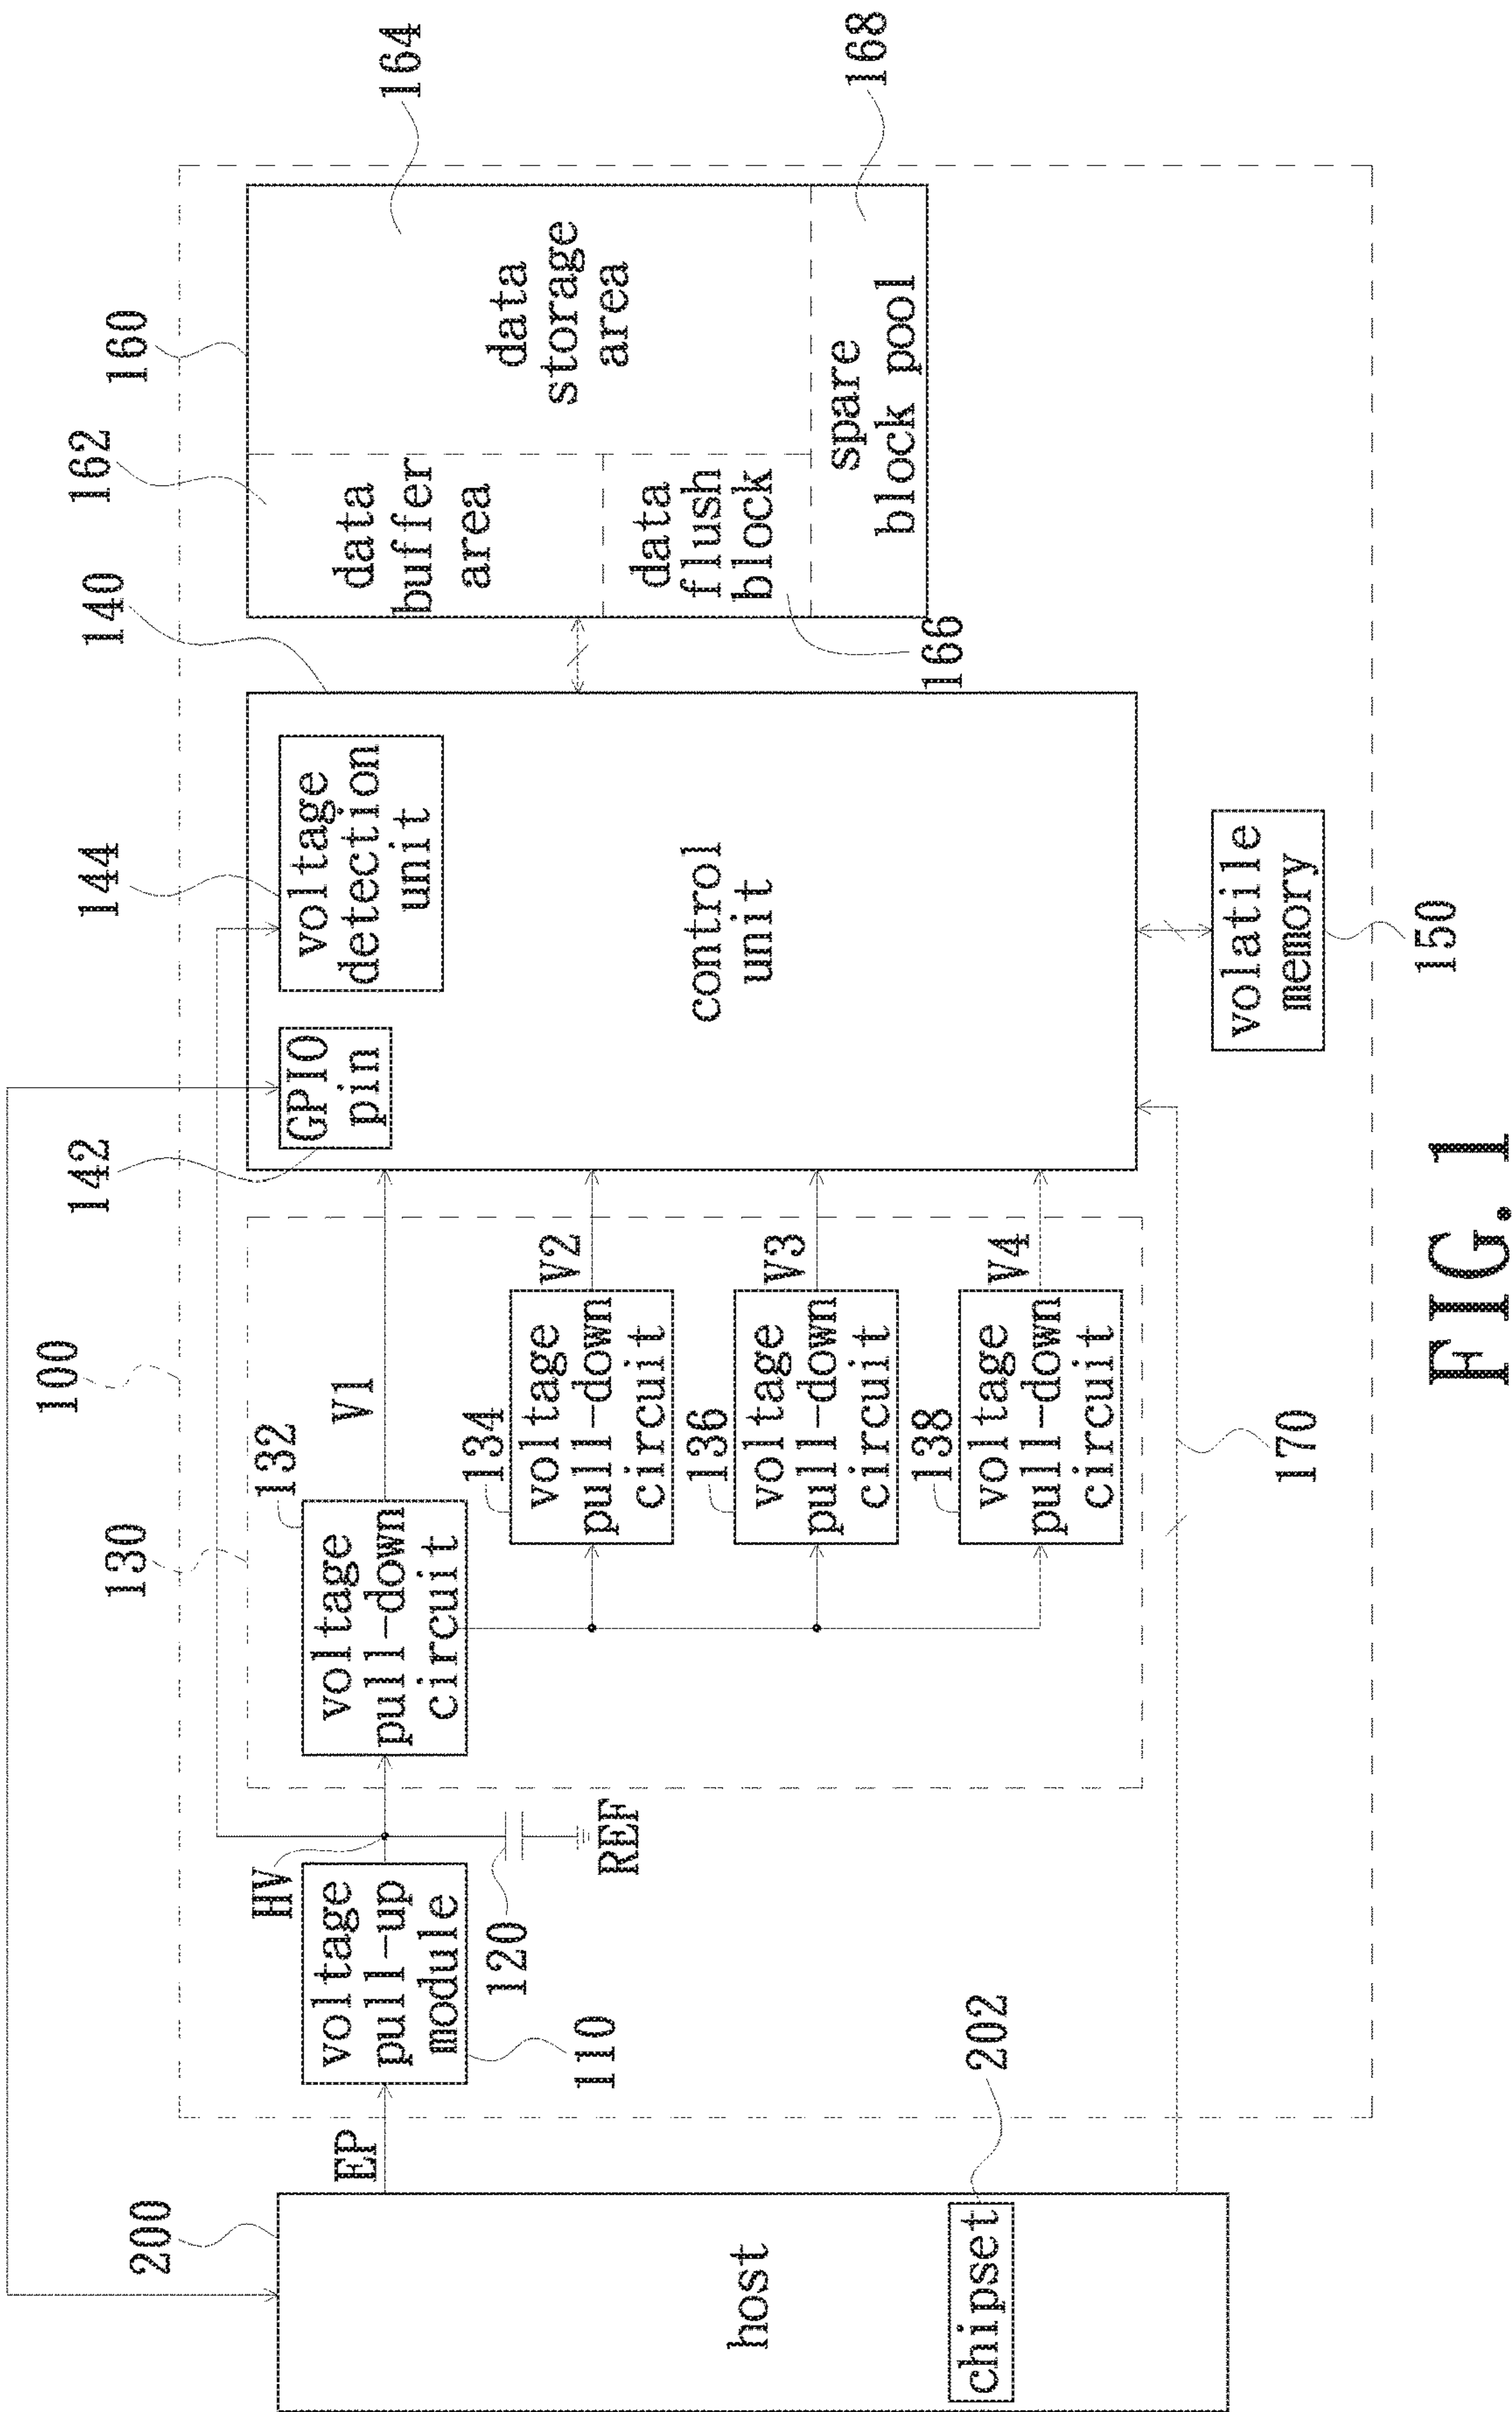 200
host
chipset
202
EP
100
voltage
pull-up
module
110
HV
120
REF
130
voltage
pull-down
circuit
132
V1
134
voltage
pull-down
circuit
V2
136
voltage
pull-down
circuit
V3
138
voltage
pull-down
circuit
V4
170
140
142
GPIO
pin
144
voltage
detection
unit
control
unit
volatile
memory
150
160
162
data
buffer
area
164
data
storage
area
data
flush
block
166
spare
block pool
168
FIG. 1